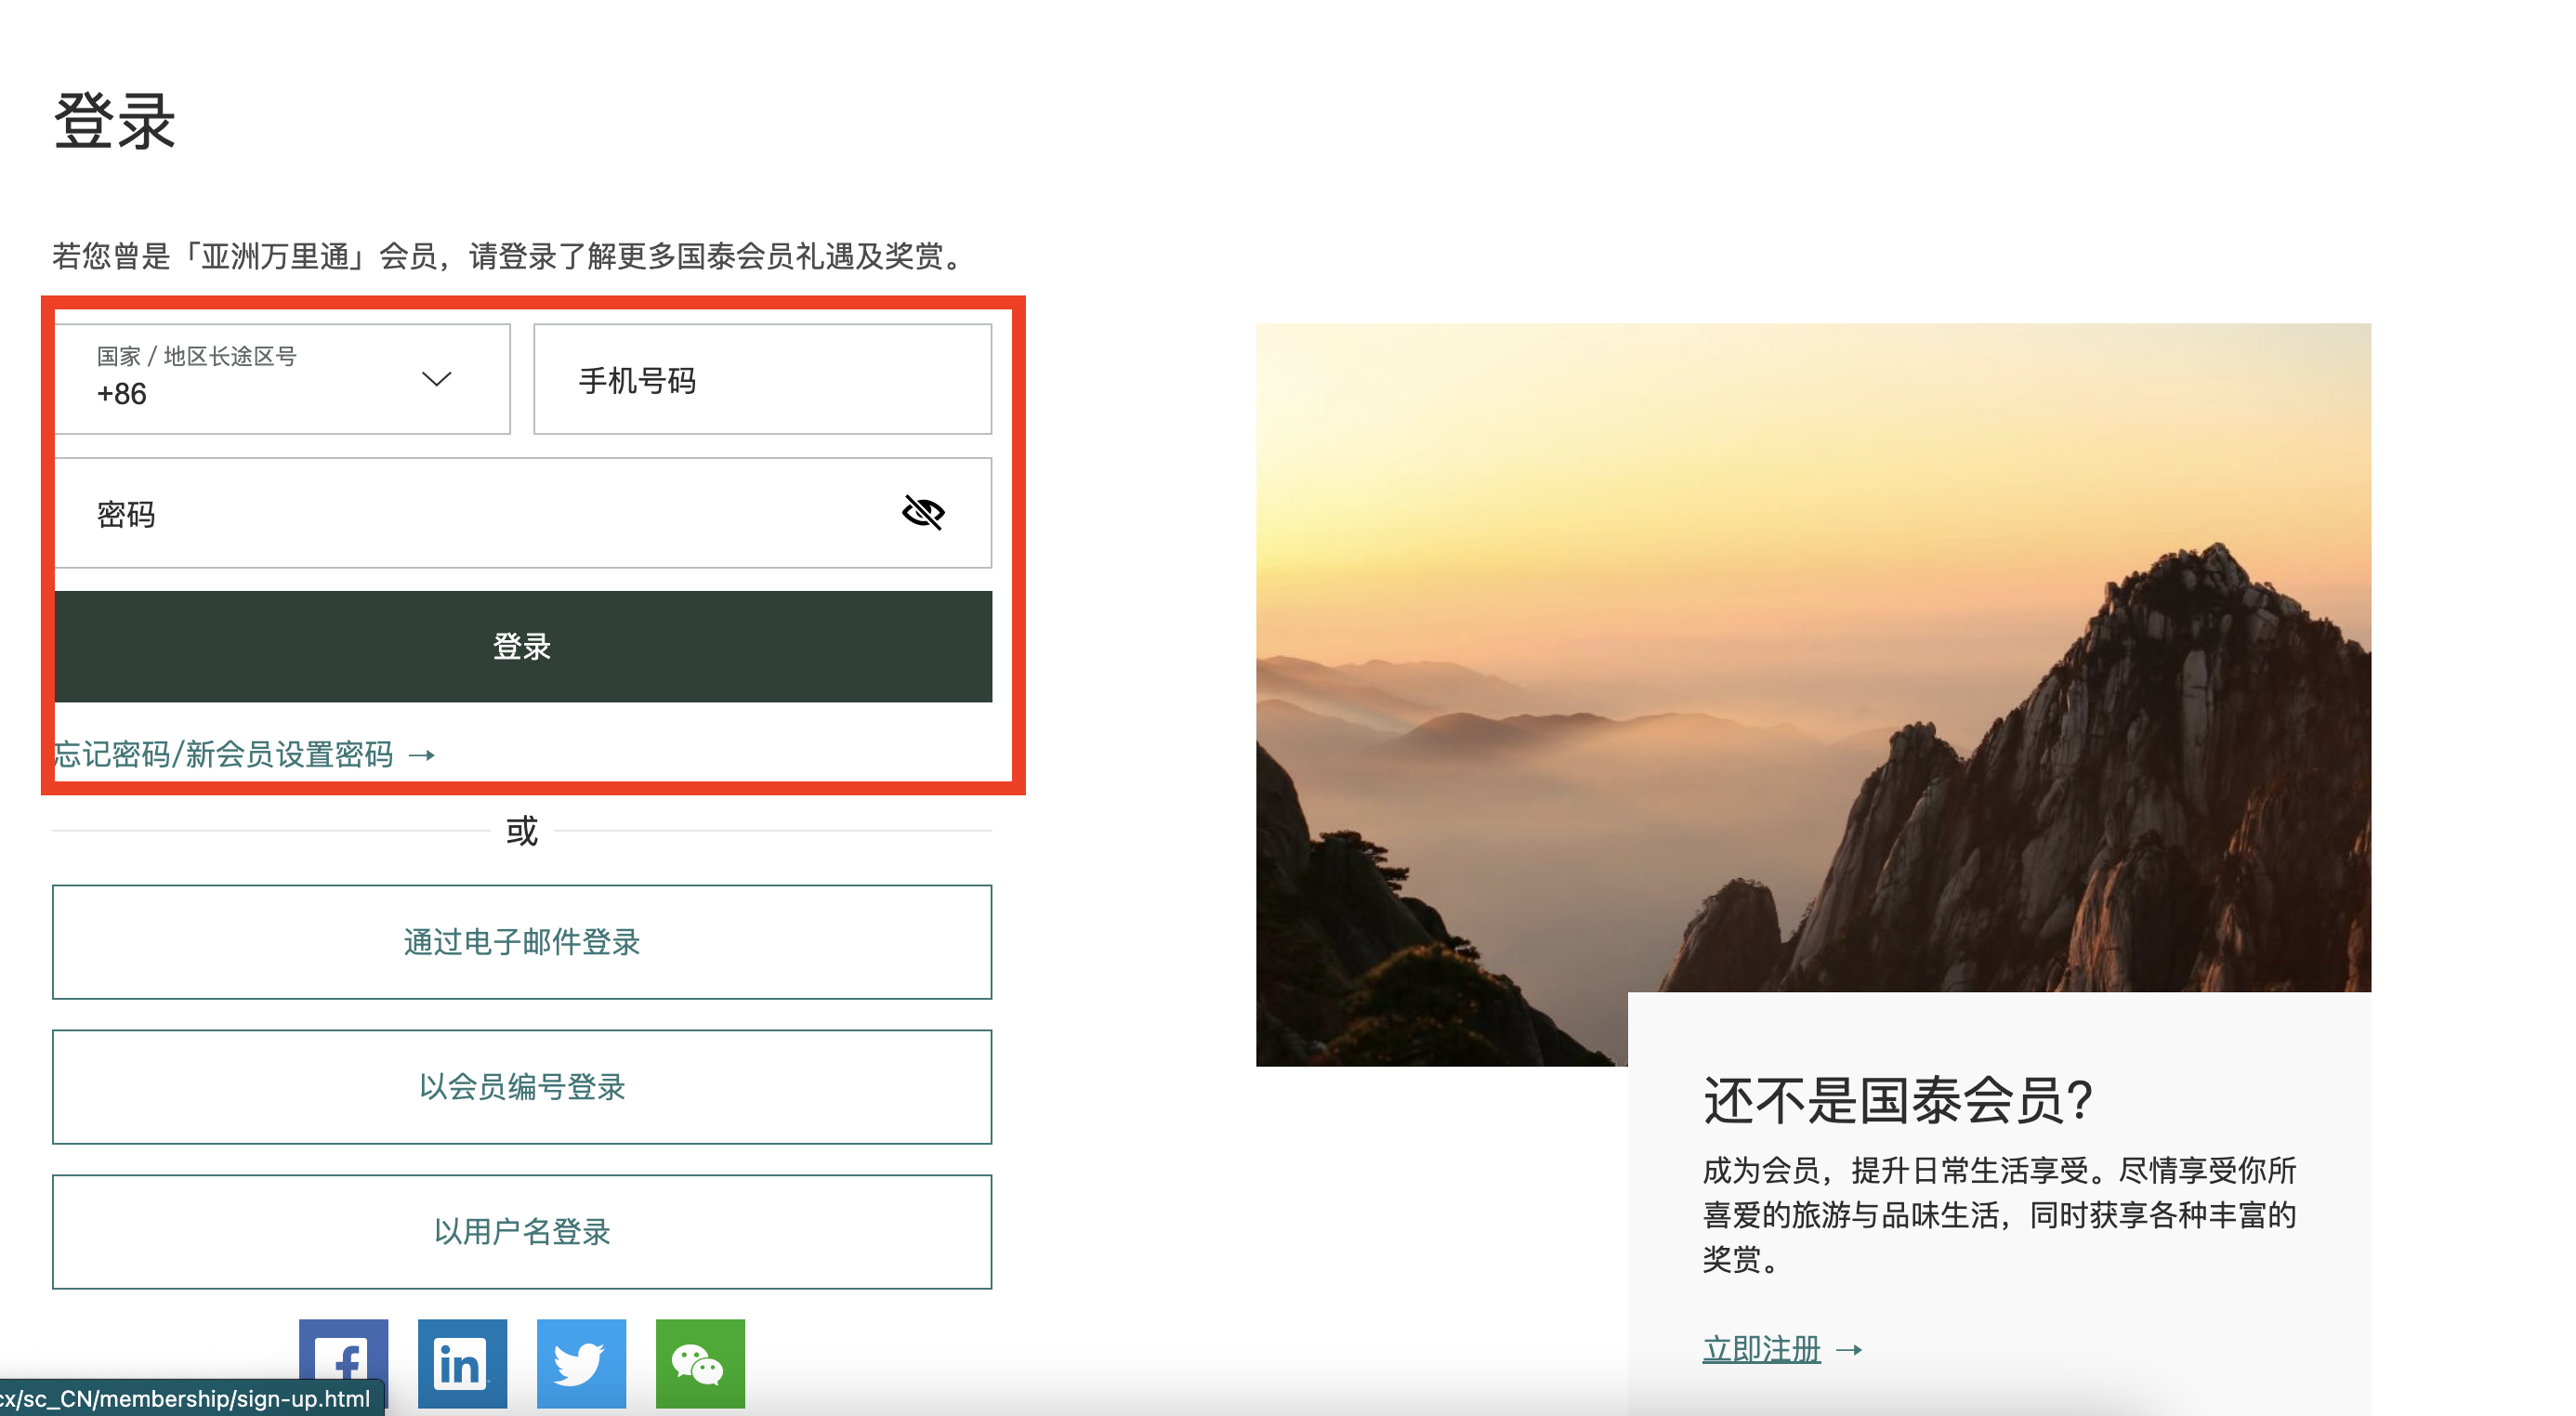 登录
若您曾是「亚洲万里通」会员，请登录了解更多国泰会员礼遇及奖赏。
国家 / 地区长途区号
+86
手机号码
密码
登录
忘记密码/新会员设置密码 →
或
通过电子邮件登录
以会员编号登录
以用户名登录
in
cx/sc_CN/membership/sign-up.html
还不是国泰会员?
成为会员，提升日常生活享受。尽情享受你所
喜爱的旅游与品味生活，同时获享各种丰富的
奖赏。
立即注册 →